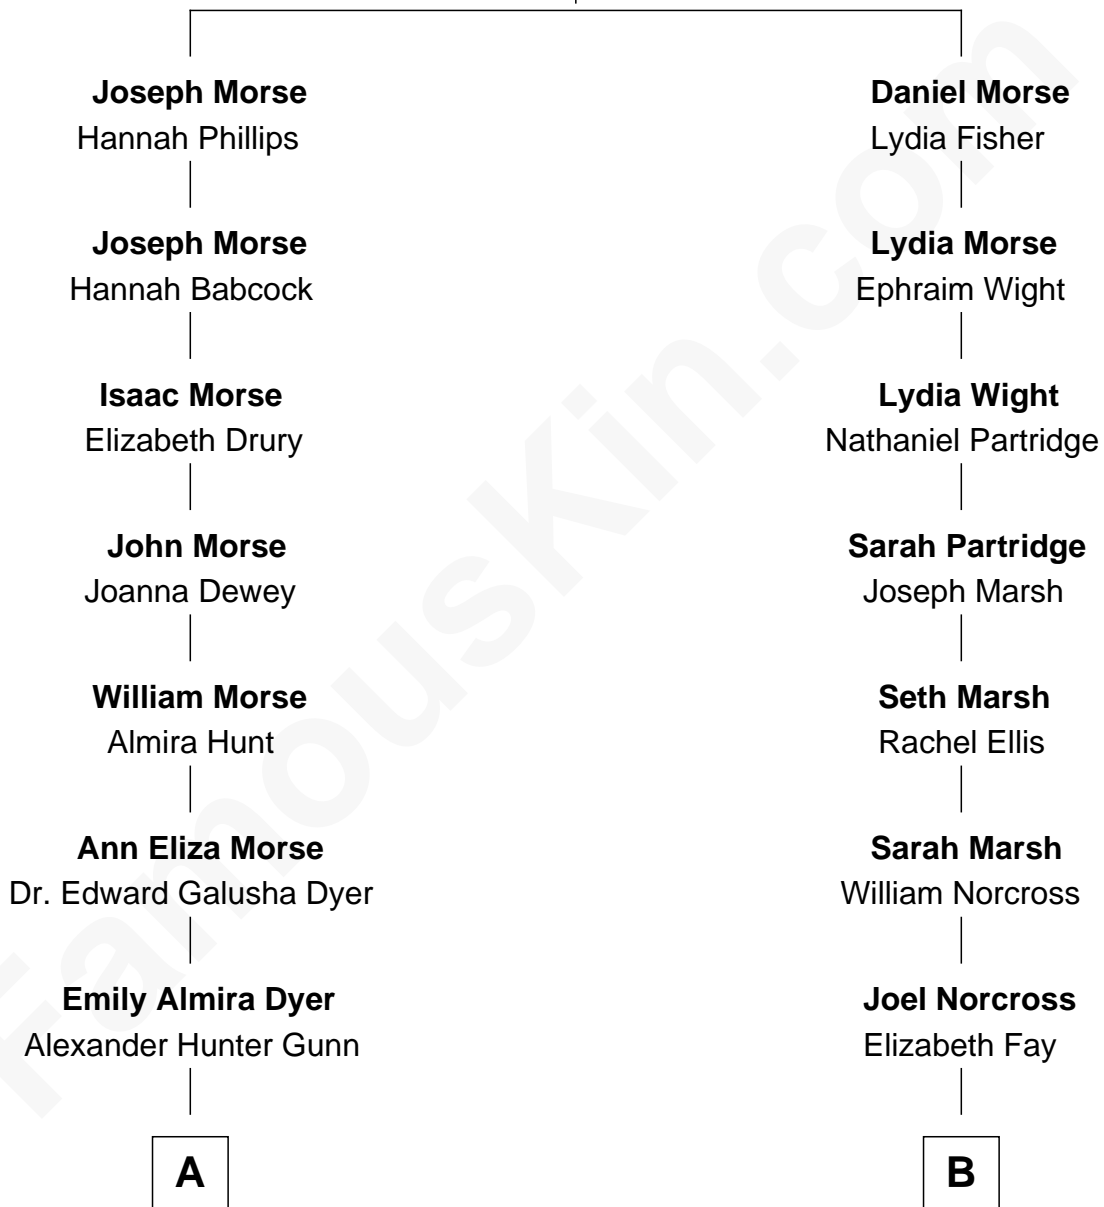 Joseph Morse
Hannah Phillips
Joseph Morse
Hannah Babcock
Isaac Morse
Elizabeth Drury
John Morse
Joanna Dewey
William Morse
Almira Hunt
Ann Eliza Morse
Dr. Edward Galusha Dyer
Emily Almira Dyer
Alexander Hunter Gunn
A
Daniel Morse
Lydia Fisher
Lydia Morse
Ephraim Wight
Lydia Wight
Nathaniel Partridge
Sarah Partridge
Joseph Marsh
Seth Marsh
Rachel Ellis
Sarah Marsh
William Norcross
Joel Norcross
Elizabeth Fay
B
FamousKin.com